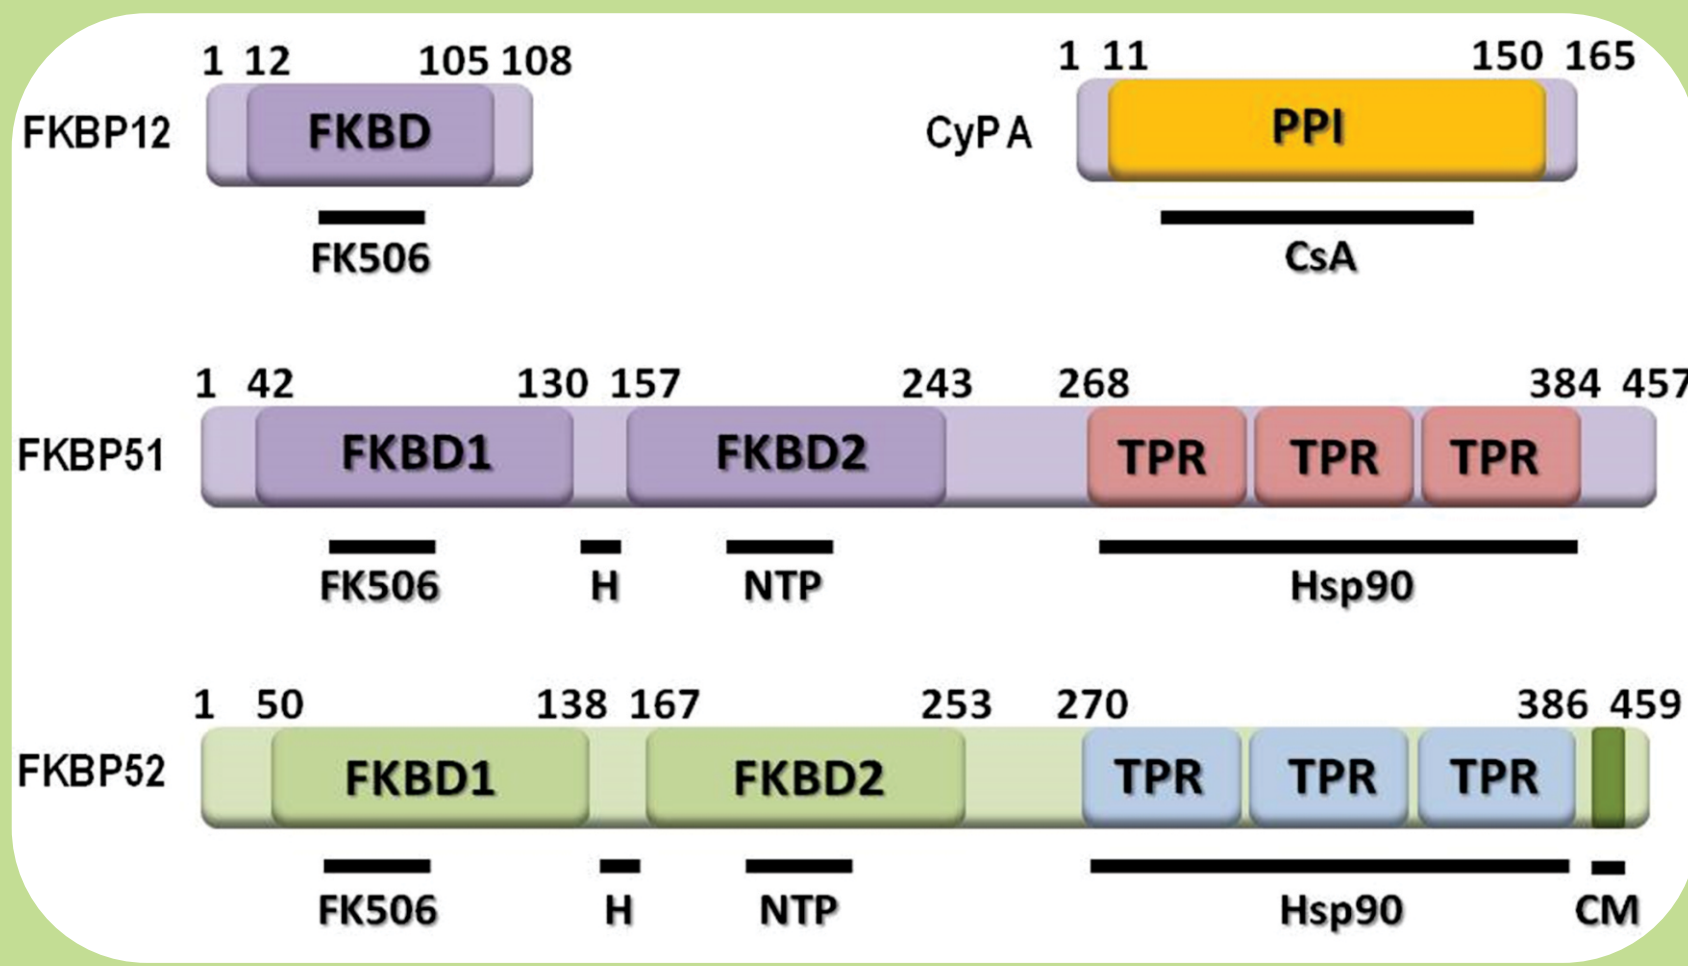 1 12 105 108
FKBP12 FKBD
FK506
1 11 150 165
CyP A PPI
CsA
1 42 130 157 243 268 384 457
FKBP51 FKBD1 FKBD2 TPR TPR TPR
FK506 H NTP Hsp90
1 50 138 167 253 270 386 459
FKBP52 FKBD1 FKBD2 TPR TPR TPR
FK506 H NTP Hsp90 CM